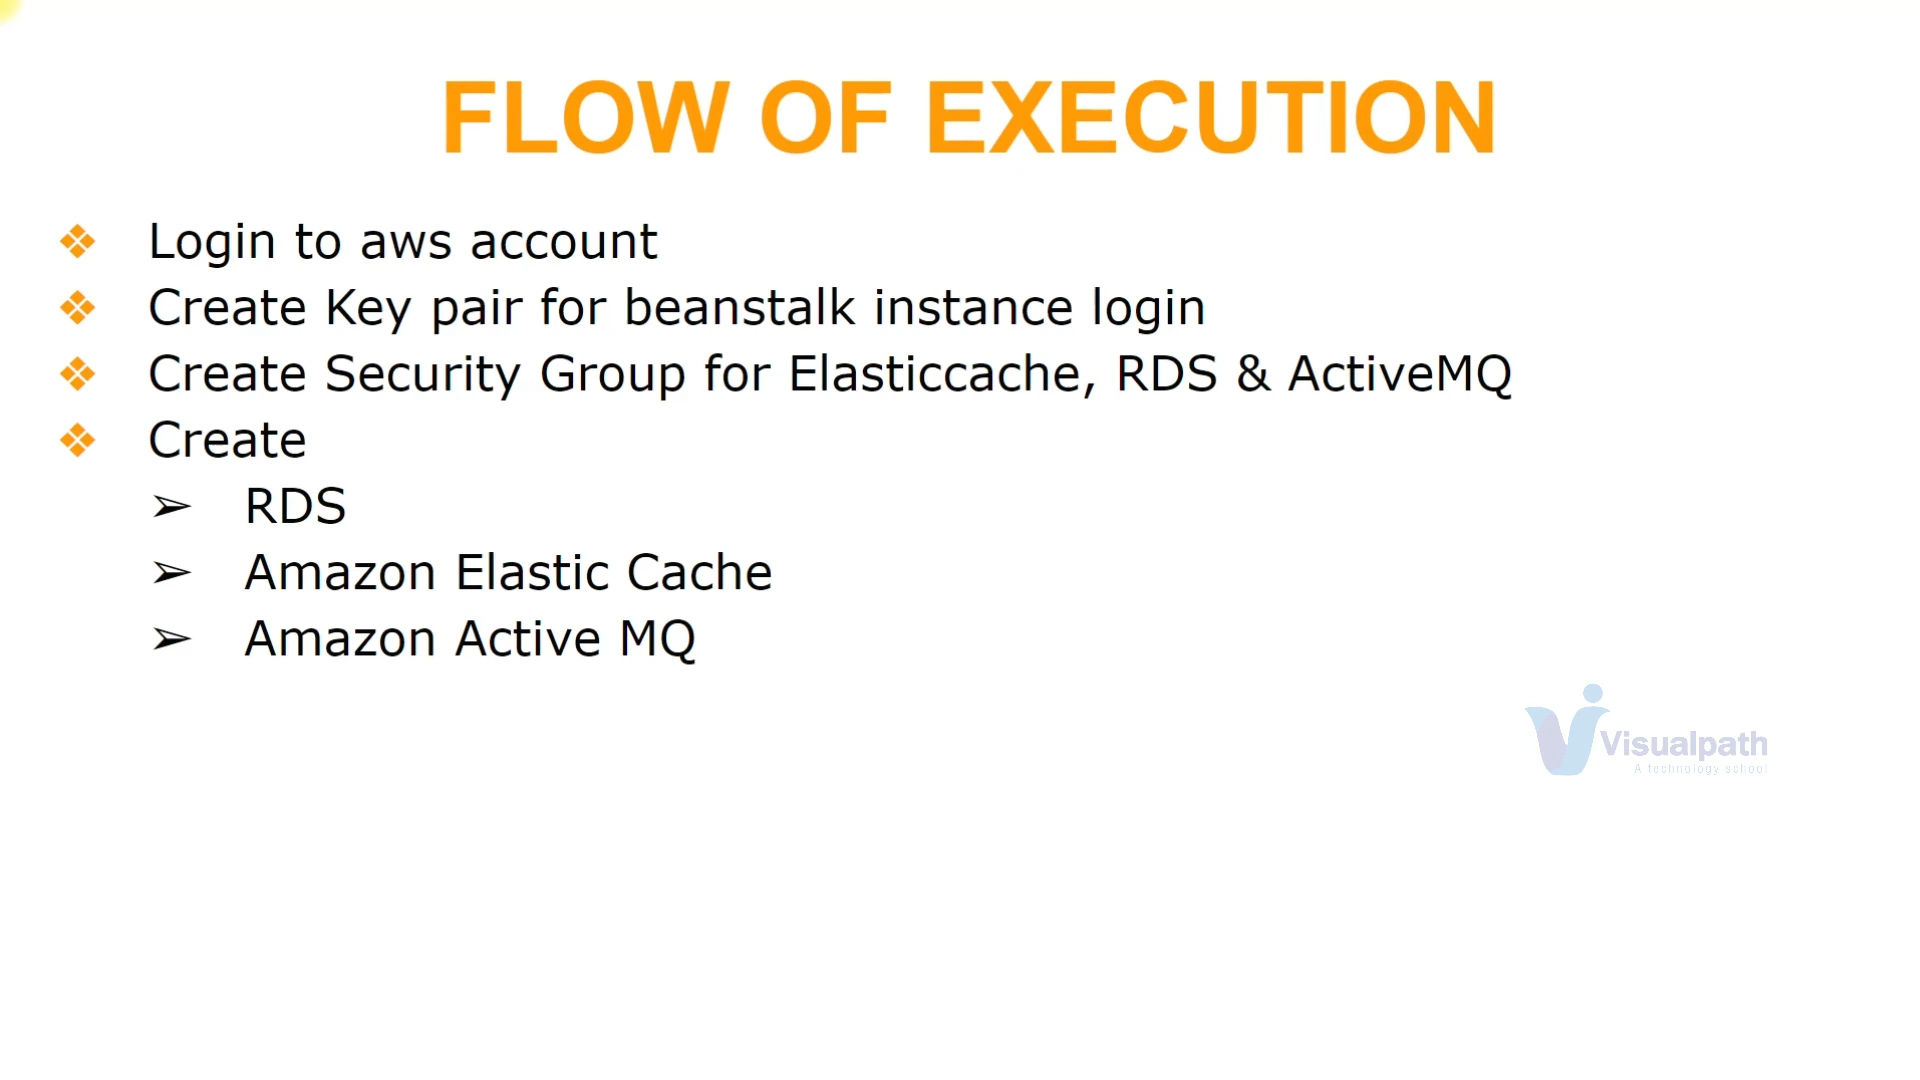 FLOW OF EXECUTION
❖ Login to aws account
❖ Create Key pair for beanstalk instance login
❖ Create Security Group for Elasticcache, RDS & ActiveMQ
❖ Create
➢ RDS
➢ Amazon Elastic Cache
➢ Amazon Active MQ
Visualpath
A technology school